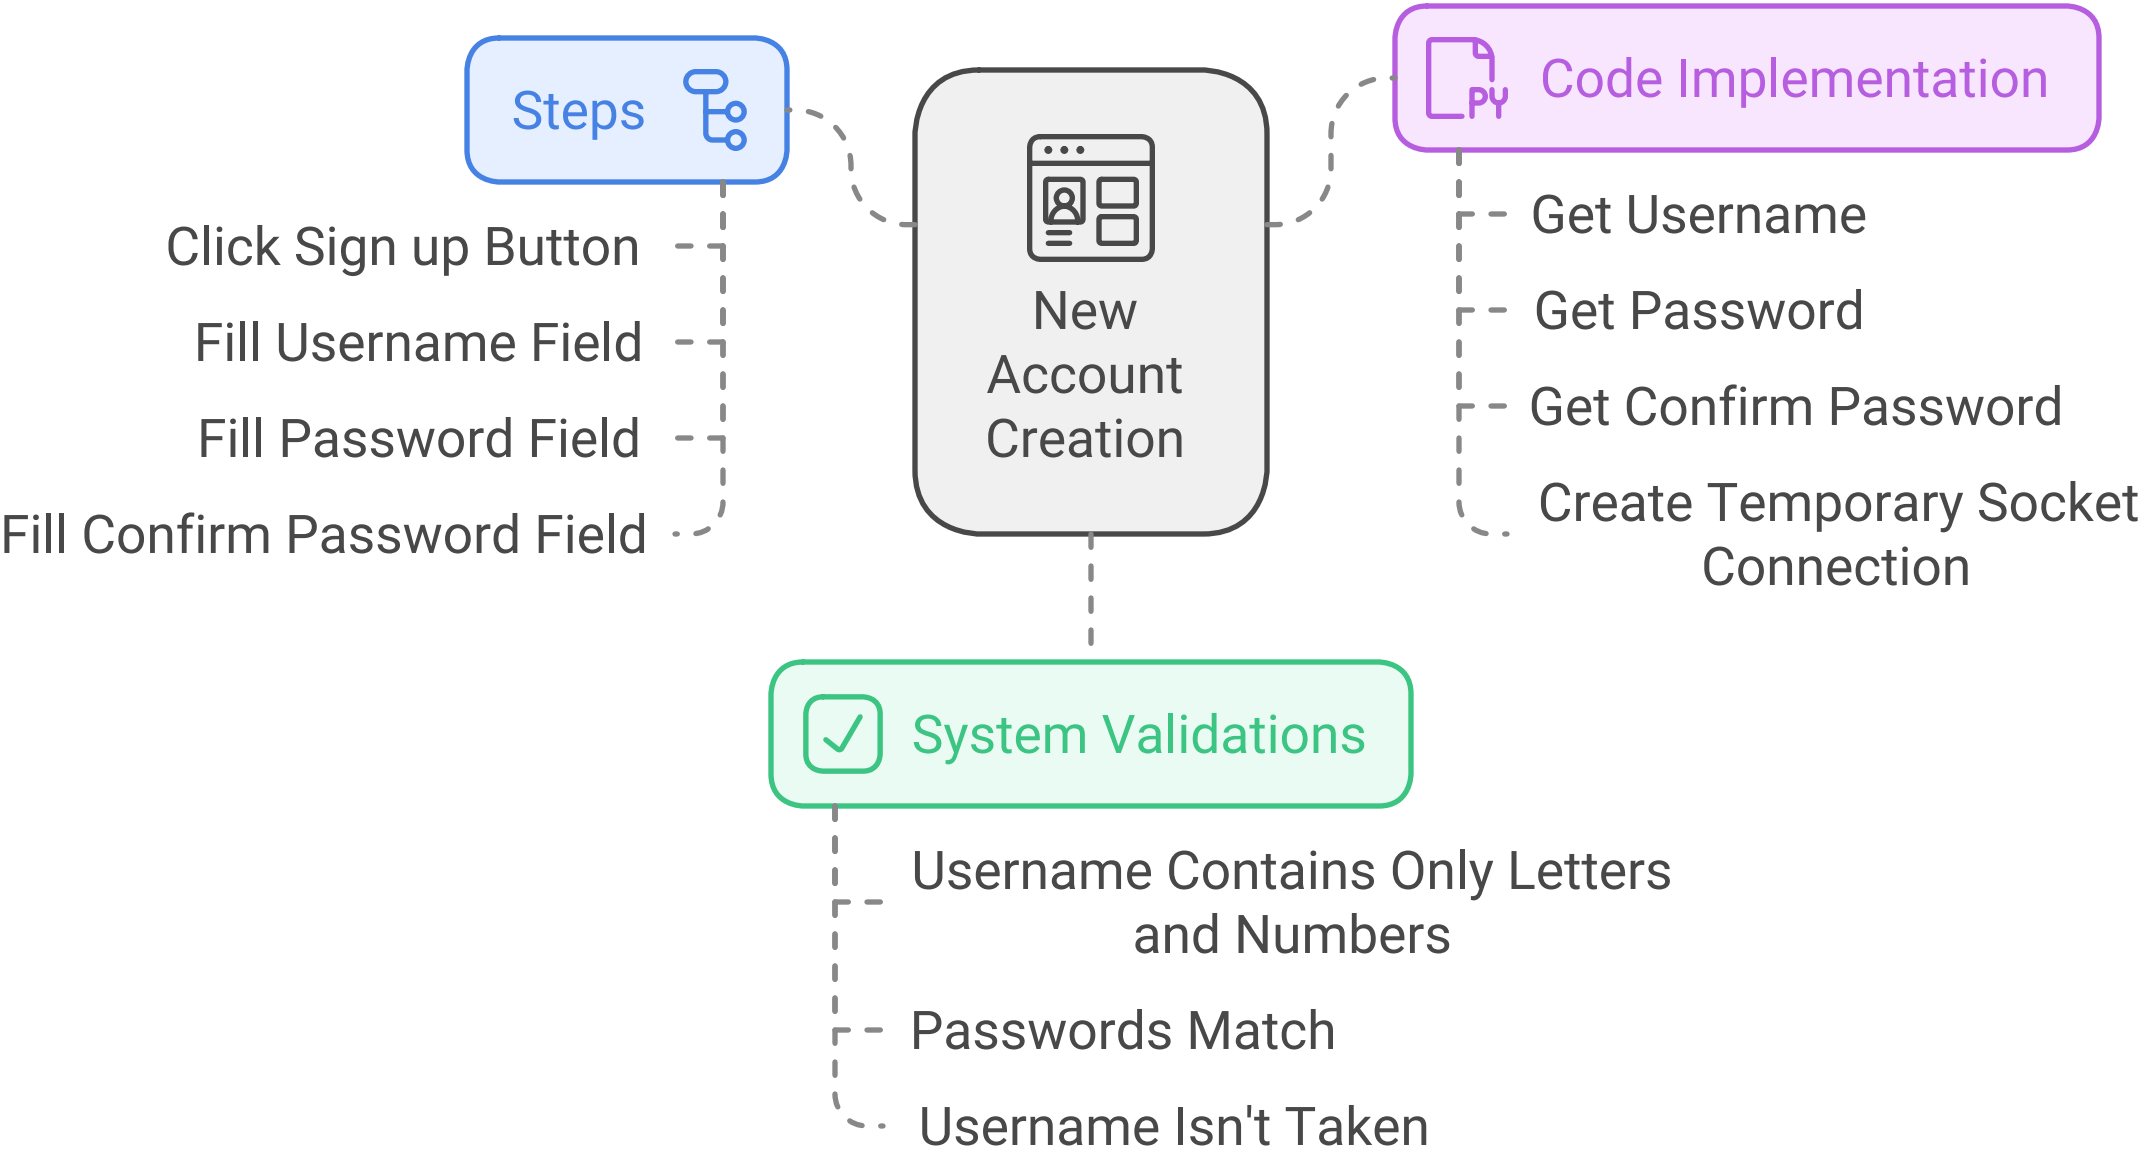 Steps
Click Sign up Button
Fill Username Field
Fill Password Field
Fill Confirm Password Field
New
Account
Creation
PY
Code Implementation
Get Username
Get Password
Get Confirm Password
Create Temporary Socket
Connection
System Validations
Username Contains Only Letters
and Numbers
Passwords Match
Username Isn't Taken